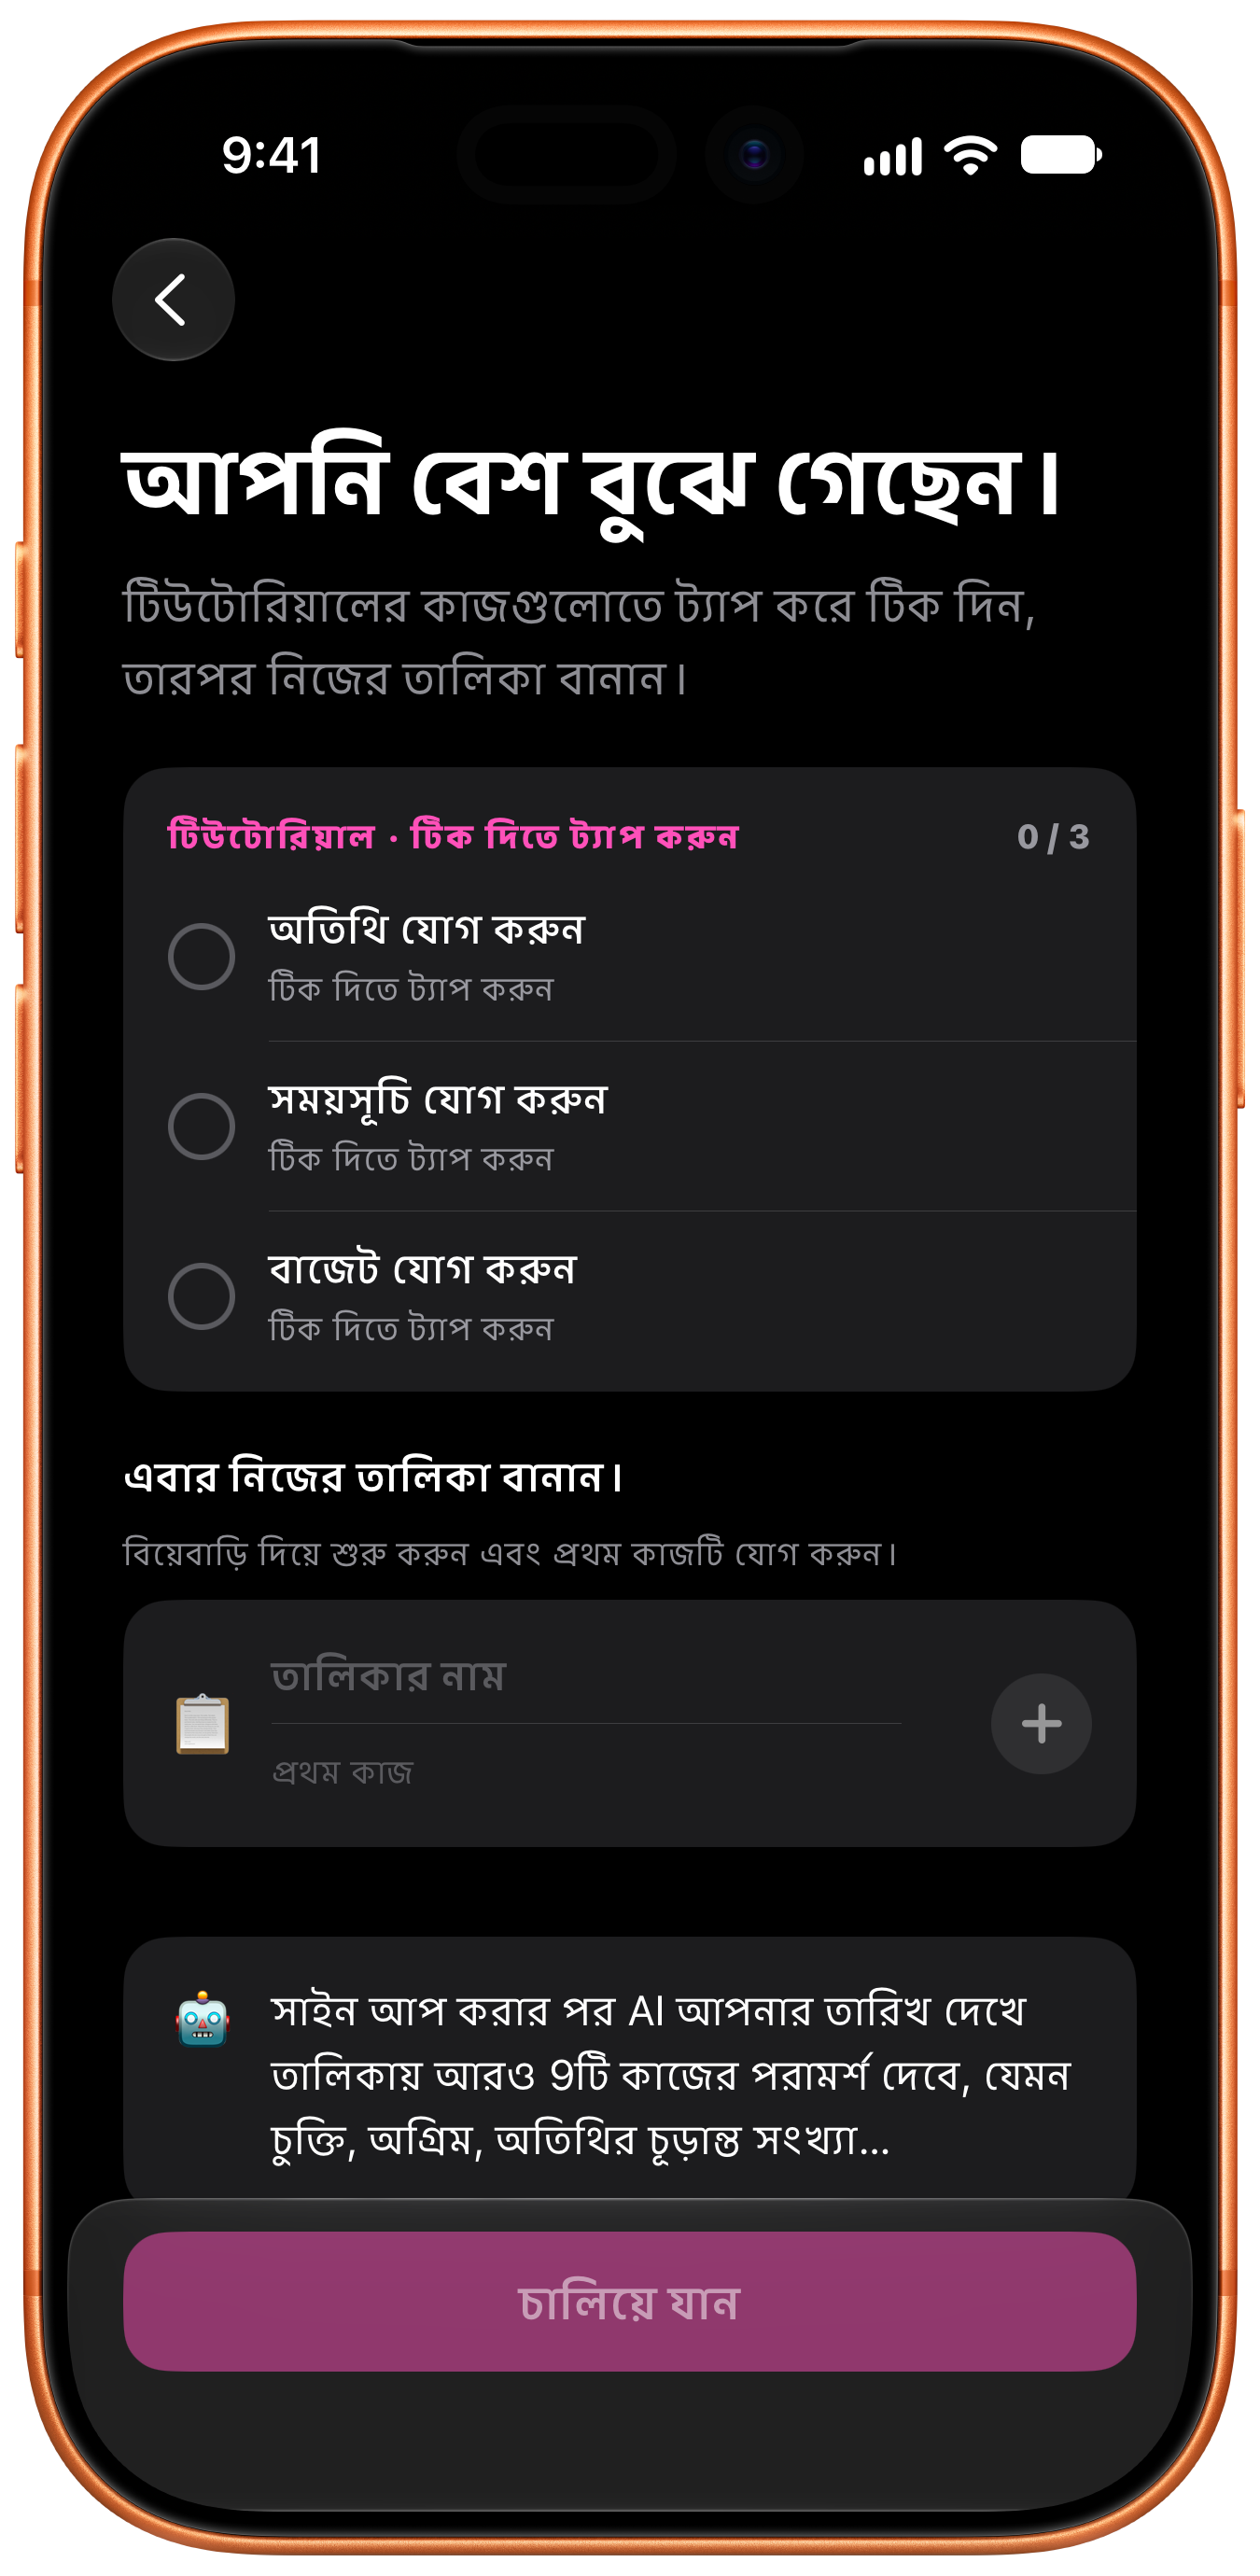 9:41
আপনি বেশ বুঝে গেছেন।
টিউটোরিয়ালের কাজগুলোতে ট্যাপ করে টিক দিন,
তারপর নিজের তালিকা বানান।
টিউটোরিয়াল · টিক দিতে ট্যাপ করুন 0 / 3
অতিথি যোগ করুন
টিক দিতে ট্যাপ করুন
সময়সূচি যোগ করুন
টিক দিতে ট্যাপ করুন
বাজেট যোগ করুন
টিক দিতে ট্যাপ করুন
এবার নিজের তালিকা বানান।
বিয়েবাড়ি দিয়ে শুরু করুন এবং প্রথম কাজটি যোগ করুন।
তালিকার নাম
প্রথম কাজ
সাইন আপ করার পর AI আপনার তারিখ দেখে
তালিকায় আরও 9টি কাজের পরামর্শ দেবে, যেমন
চুক্তি, অগ্রিম, অতিথির চূড়ান্ত সংখ্যা...
চালিয়ে যান